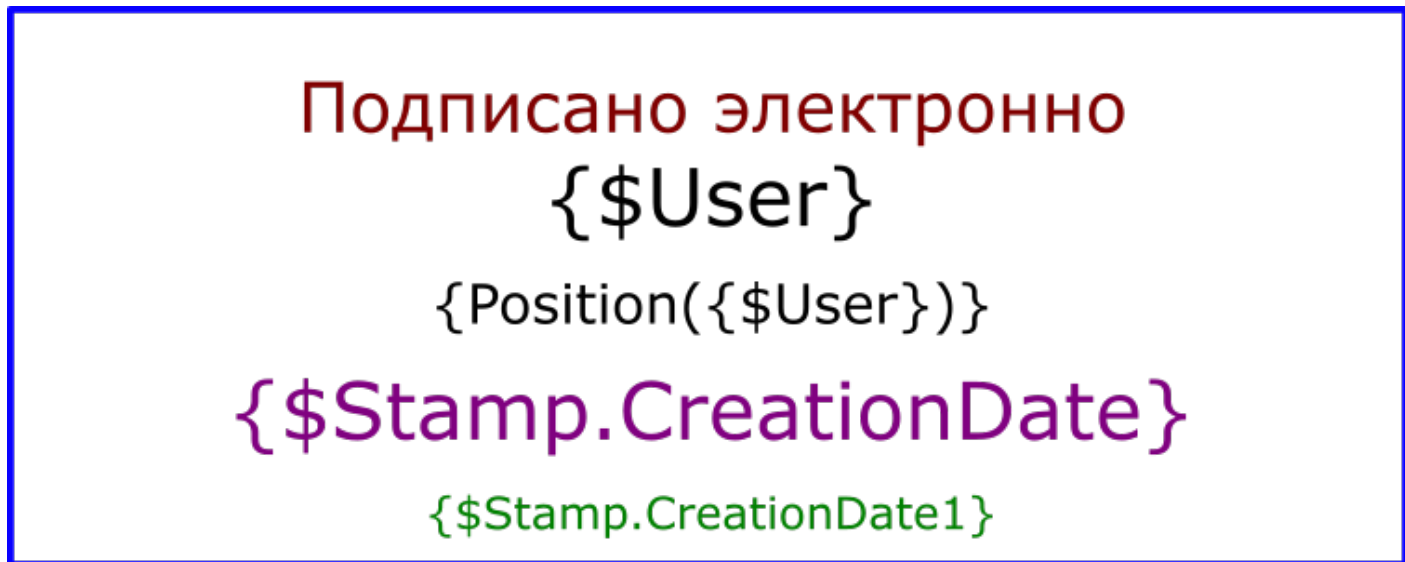 Подписано электронно
{$User}
{Position({$User})}
{$Stamp.CreationDate}
{$Stamp.CreationDate1}